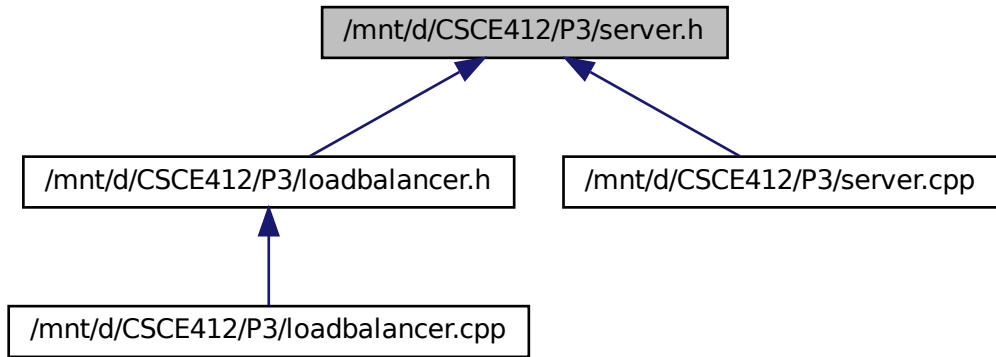 /mnt/d/CSCE412/P3/server.h
/mnt/d/CSCE412/P3/loadbalancer.h
/mnt/d/CSCE412/P3/server.cpp
/mnt/d/CSCE412/P3/loadbalancer.cpp